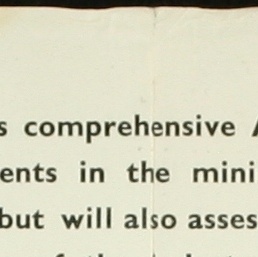 s comprehensive A
ents in the mini
but will also asses